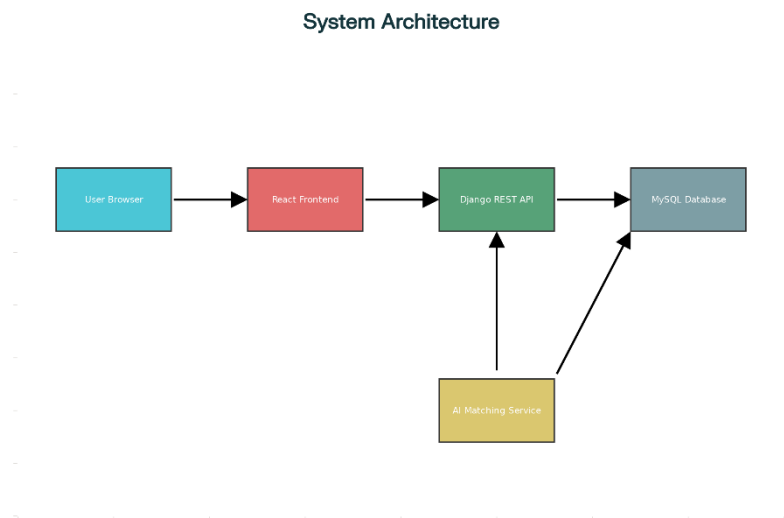 System Architecture
User Browser
React Frontend
Django REST API
MySQL Database
AI Matching Service